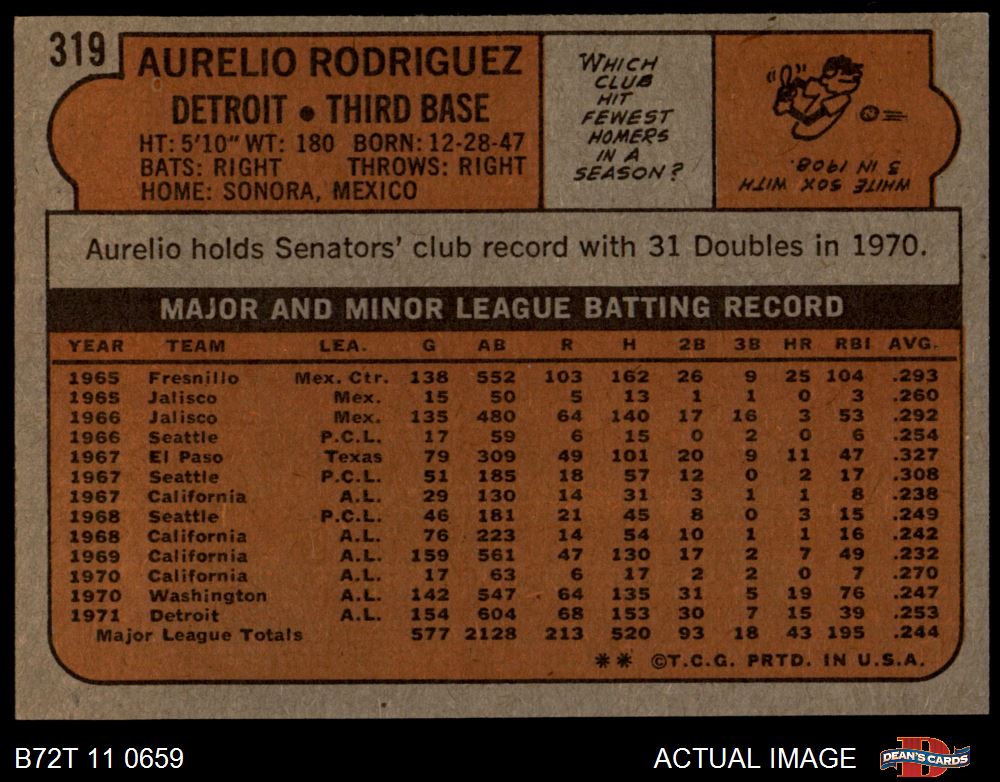 319
AURELIO RODRIGUEZ
DETROIT • THIRD BASE
HT: 5'10" WT: 180 BORN: 12-28-47
BATS: RIGHT THROWS: RIGHT
HOME: SONORA, MEXICO
WHICH
CLUB
HIT
FEWEST
HOMERS
IN A
SEASON?
WHITE SOX WITH
3 IN 1908.
Aurelio holds Senators' club record with 31 Doubles in 1970.
MAJOR AND MINOR LEAGUE BATTING RECORD
YEAR TEAM LEA. G AB R H 2B 3B HR RBI AVG.
1965 Fresnillo Mex. Ctr. 138 552 103 162 26 9 25 104 .293
1965 Jalisco Mex. 15 50 5 13 1 1 0 3 .260
1966 Jalisco Mex. 135 480 64 140 17 16 3 53 .292
1966 Seattle P.C.L. 17 59 6 15 0 2 0 6 .254
1967 El Paso Texas 79 309 49 101 20 9 11 47 .327
1967 Seattle P.C.L. 51 185 18 57 12 0 2 17 .308
1967 California A.L. 29 130 14 31 3 1 1 8 .238
1968 Seattle P.C.L. 46 181 21 45 8 0 3 15 .249
1968 California A.L. 76 223 14 54 10 1 1 16 .242
1969 California A.L. 159 561 47 130 17 2 7 49 .232
1970 California A.L. 17 63 6 17 2 2 0 7 .270
1970 Washington A.L. 142 547 64 135 31 5 19 76 .247
1971 Detroit A.L. 154 604 68 153 30 7 15 39 .253
Major League Totals 577 2128 213 520 93 18 43 195 .244
** ©T.C.G. PRTD. IN U.S.A.
B72T 11 0659
ACTUAL IMAGE
D
DEAN'S CARDS